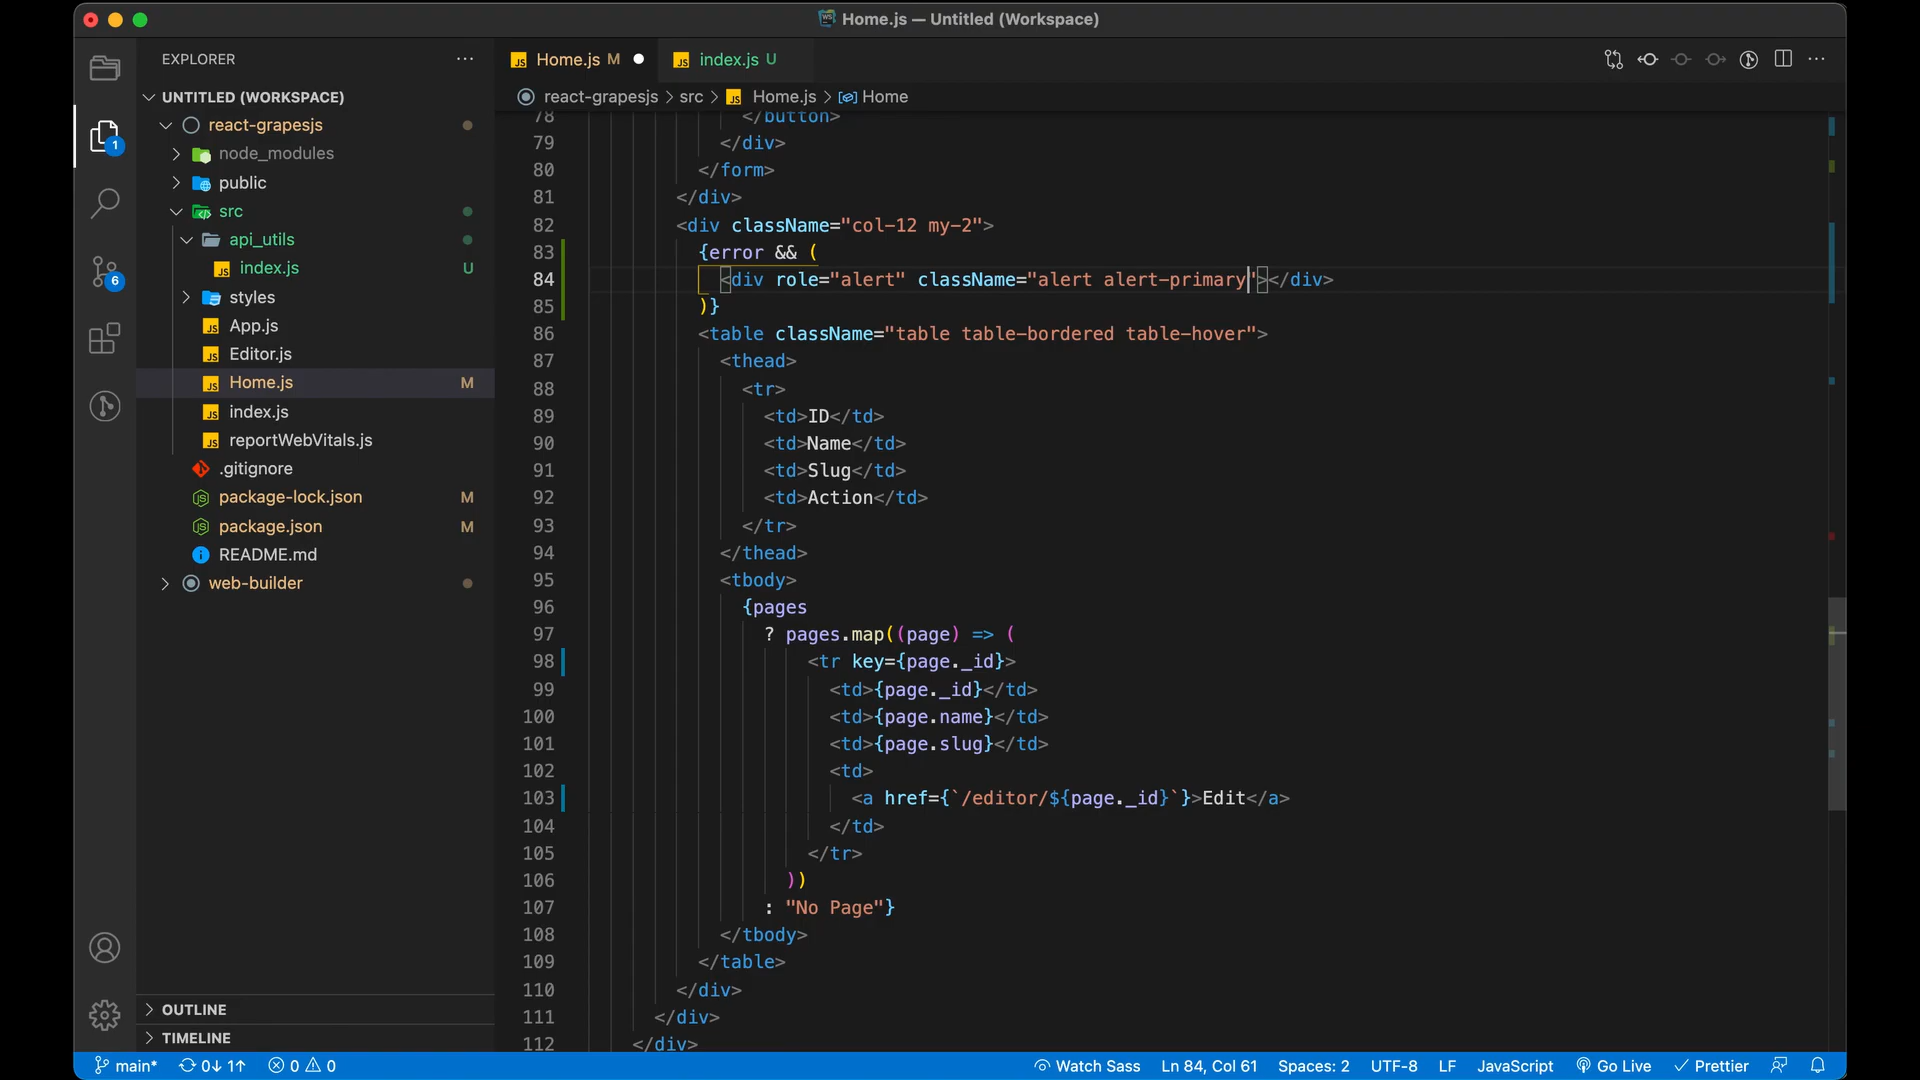 Home.js — Untitled (Workspace)
EXPLORER
UNTITLED (WORKSPACE)
react-grapesjs
node_modules
public
src
api_utils
index.js U
styles
App.js
Editor.js
Home.js M
index.js
reportWebVitals.js
.gitignore
package-lock.json M
package.json M
README.md
web-builder
OUTLINE
TIMELINE
1
6
Home.js M
index.js U
react-grapesjs > src > Home.js > Home
78 </button>
79 </div>
80 </form>
81 </div>
82 <div className="col-12 my-2">
83 {error && (
84 <div role="alert" className="alert alert-primary"></div>
85 )}
86 <table className="table table-bordered table-hover">
87 <thead>
88 <tr>
89 <td>ID</td>
90 <td>Name</td>
91 <td>Slug</td>
92 <td>Action</td>
93 </tr>
94 </thead>
95 <tbody>
96 {pages
97 ? pages.map((page) => (
98 <tr key={page._id}>
99 <td>{page._id}</td>
100 <td>{page.name}</td>
101 <td>{page.slug}</td>
102 <td>
103 <a href={`/editor/${page._id}`}>Edit</a>
104 </td>
105 </tr>
106 ))
107 : "No Page"}
108 </tbody>
109 </table>
110 </div>
111 </div>
112 </div>
main* 0↓ 1↑ 0 0 Watch Sass Ln 84, Col 61 Spaces: 2 UTF-8 LF JavaScript Go Live Prettier